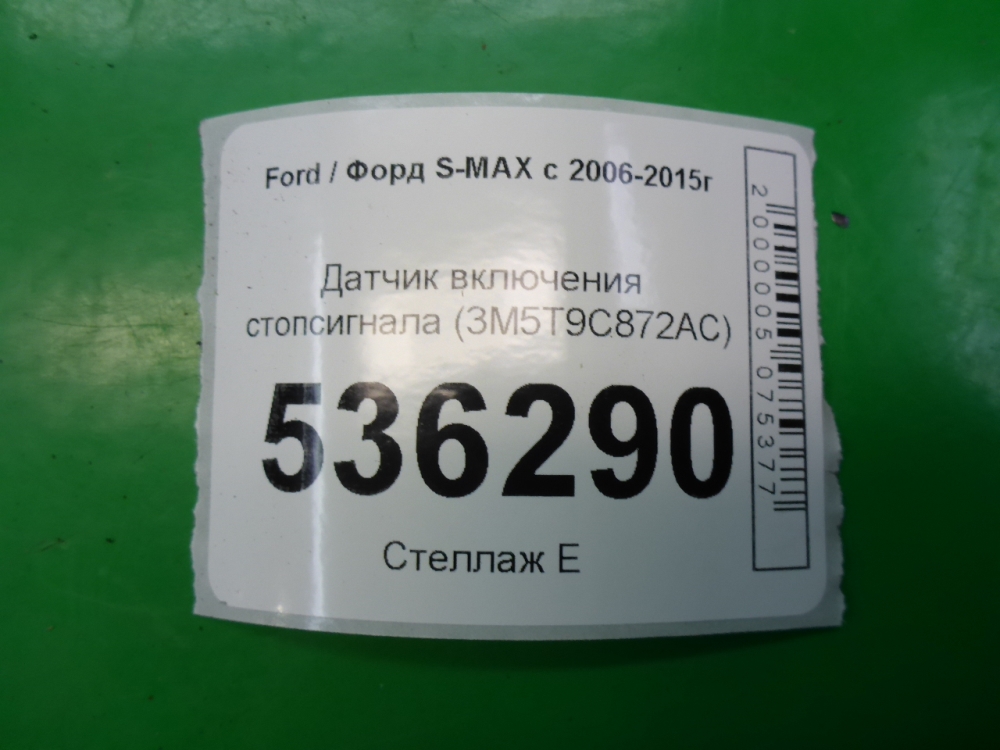 Ford / Форд S-MAX с 2006-2015г
Датчик включения
стопсигнала (3M5T9C872AC)
536290
Стеллаж Е
2000005075377